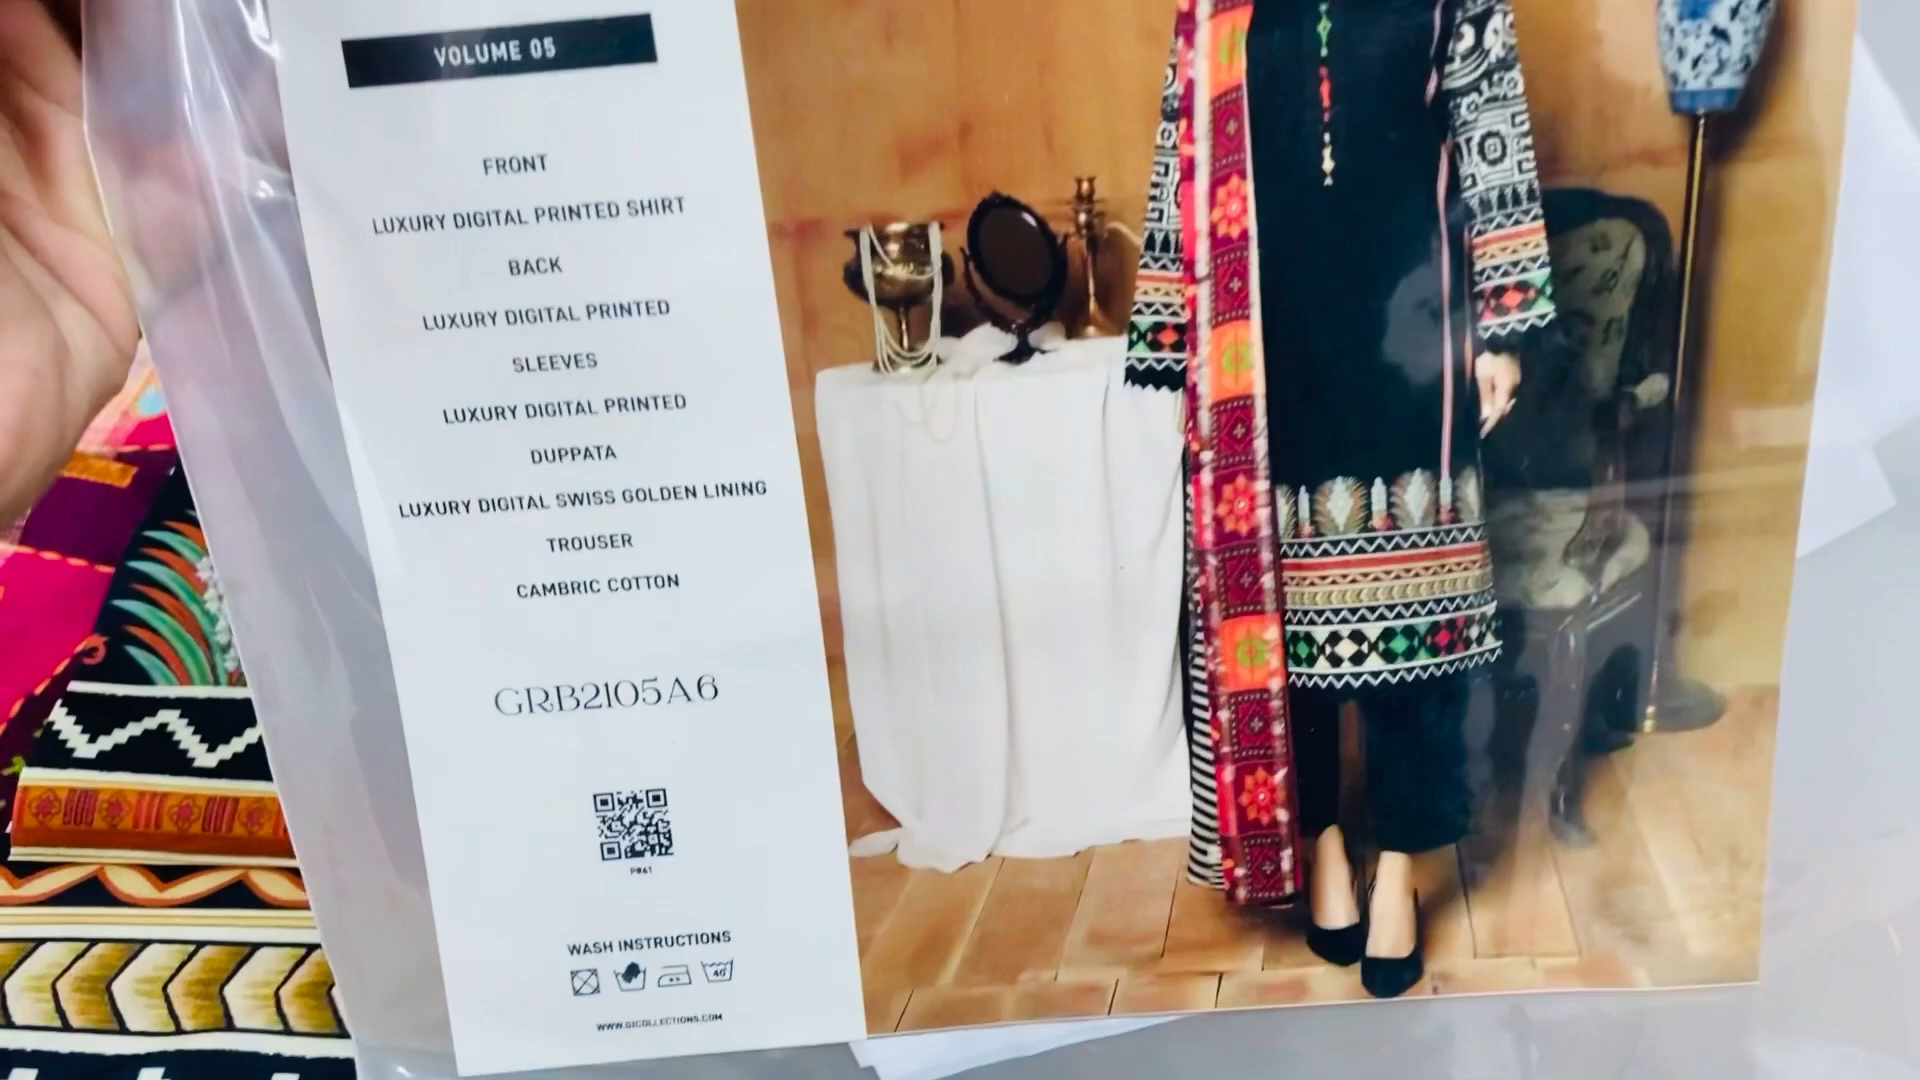 VOLUME 05
FRONT
LUXURY DIGITAL PRINTED SHIRT
BACK
LUXURY DIGITAL PRINTED
SLEEVES
LUXURY DIGITAL PRINTED
DUPPATA
LUXURY DIGITAL SWISS GOLDEN LINING
TROUSER
CAMBRIC COTTON
GRB2105A6
P#61
WASH INSTRUCTIONS
40
WWW.GICOLLECTIONS.COM